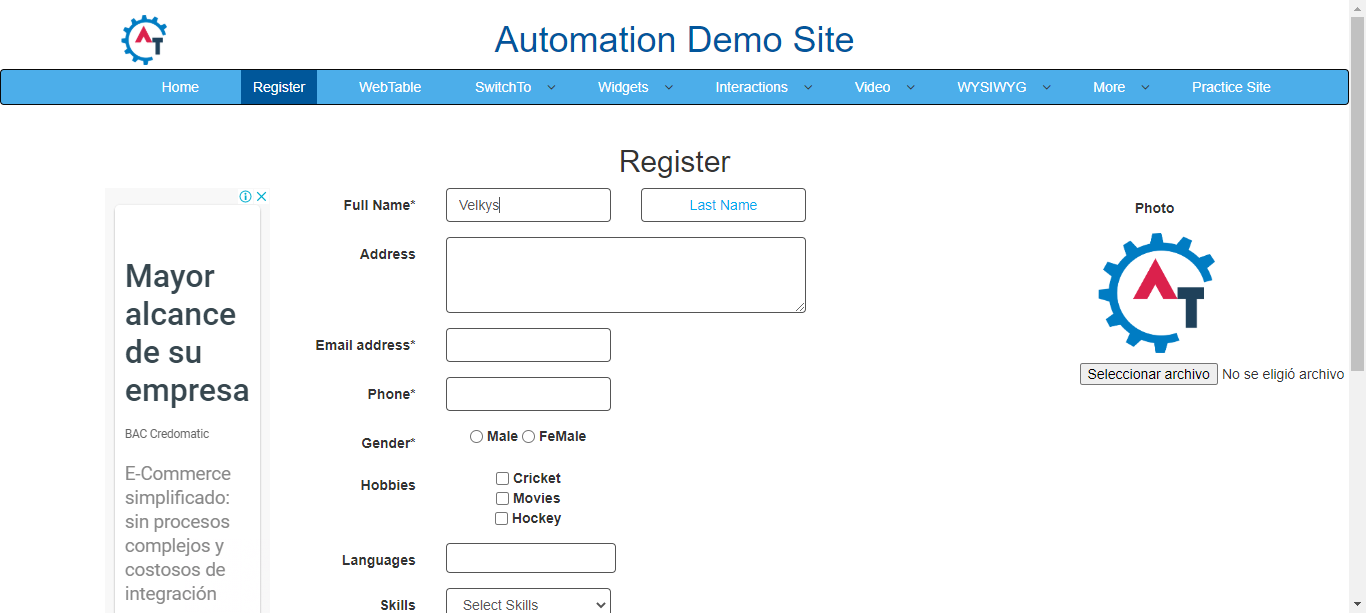 AT
Automation Demo Site
Home Register WebTable SwitchTo Widgets Interactions Video WYSIWYG More Practice Site
Register
Full Name* Velkys Last Name
Photo
Address
AT
Email address*
Seleccionar archivo No se eligió archivo
Phone*
Gender* Male FeMale
Hobbies Cricket
Movies
Hockey
Languages
Skills Select Skills
Mayor
alcance
de su
empresa
BAC Credomatic
E-Commerce
simplificado:
sin procesos
complejos y
costosos de
integración